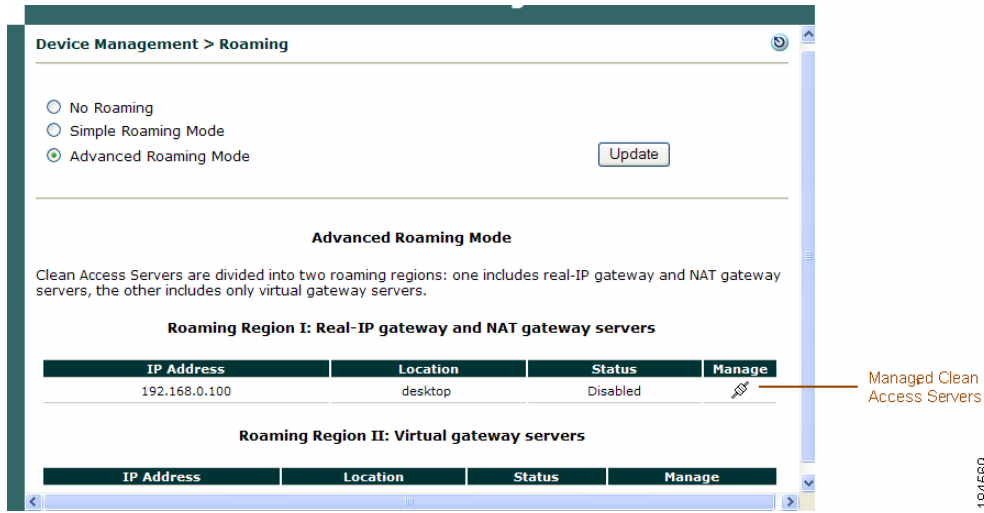 Device Management > Roaming
No Roaming
Simple Roaming Mode
Advanced Roaming Mode
Update
Advanced Roaming Mode
Clean Access Servers are divided into two roaming regions: one includes real-IP gateway and NAT gateway
servers, the other includes only virtual gateway servers.
Roaming Region I: Real-IP gateway and NAT gateway servers
IP Address Location Status Manage
192.168.0.100 desktop Disabled
Managed Clean
Access Servers
Roaming Region II: Virtual gateway servers
IP Address Location Status Manage
184560